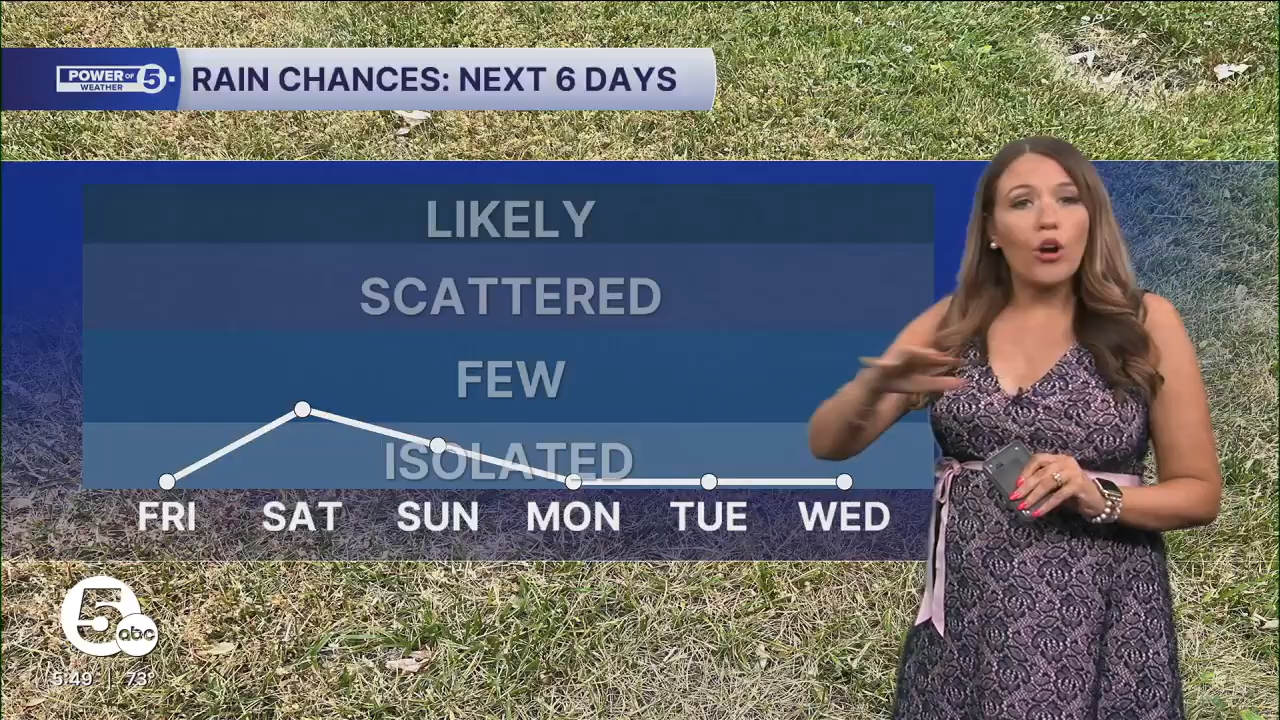 POWER OF 5
WEATHER
RAIN CHANCES: NEXT 6 DAYS
LIKELY
SCATTERED
FEW
ISOLATED
FRI SAT SUN MON TUE WED
5 abc
5:49 | 73°